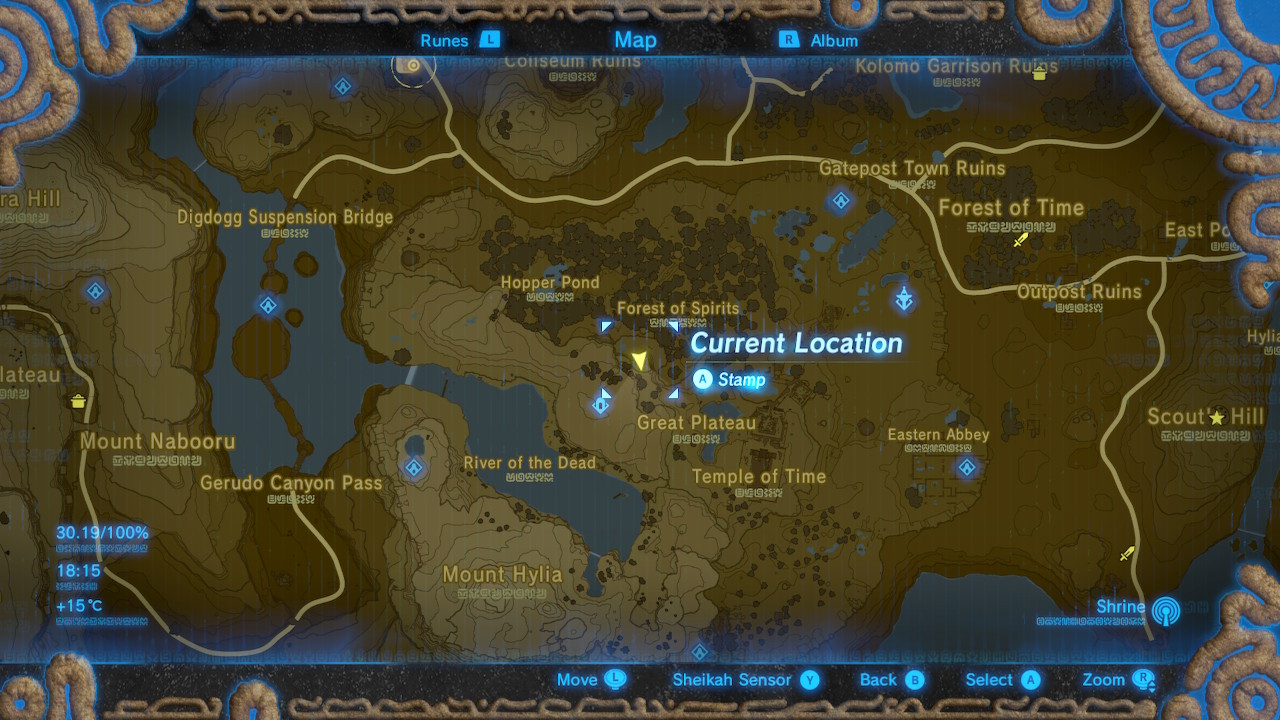 Runes L
Map
R Album
Coliseum Ruins
Kolomo Garrison Ruins
Gatepost Town Ruins
ra Hill
Digdogg Suspension Bridge
Forest of Time
East Po
Hopper Pond
Forest of Spirits
Outpost Ruins
Current Location
Hylia
lateau
A Stamp
Great Plateau
Scout's Hill
Mount Nabooru
Eastern Abbey
River of the Dead
Temple of Time
Gerudo Canyon Pass
30.19/100%
18:15
Mount Hylia
+15°C
Shrine
Move L
Sheikah Sensor Y
Back B
Select A
Zoom R